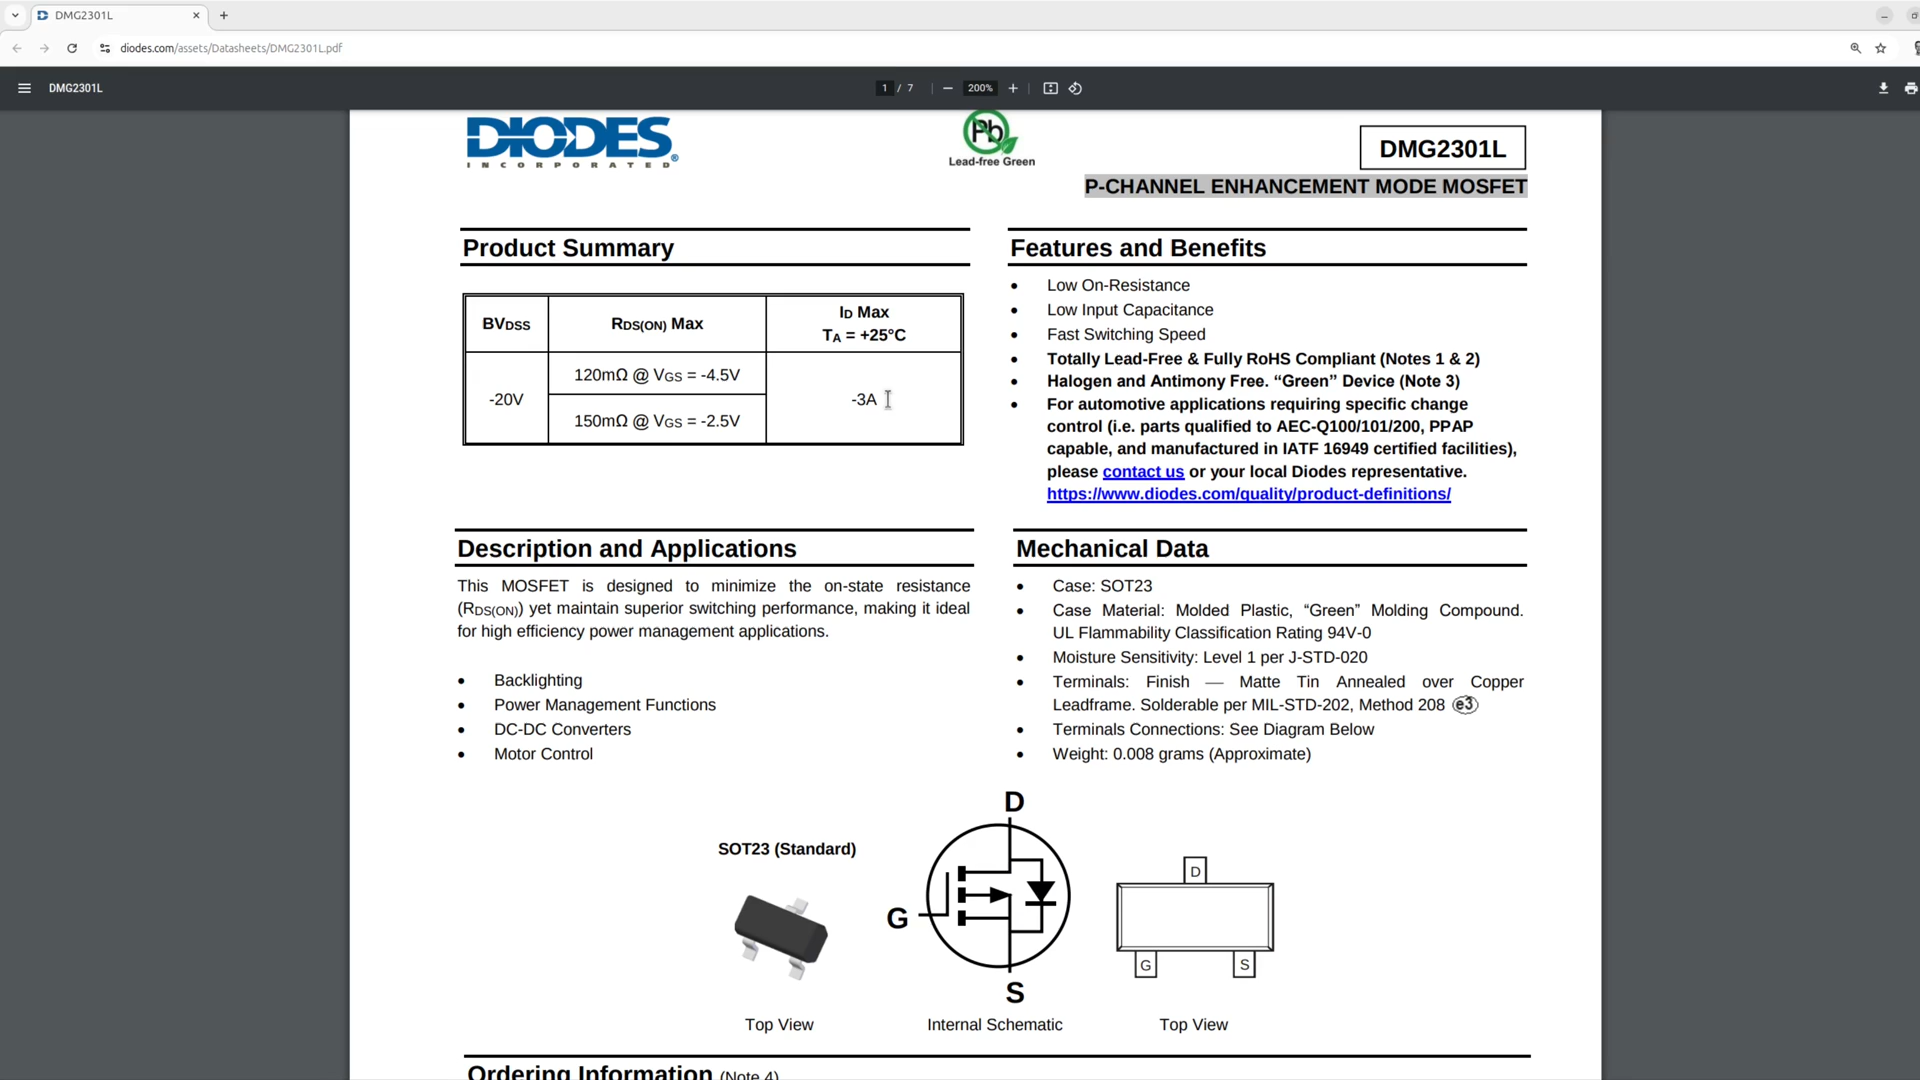 DMG2301L
diodes.com/assets/Datasheets/DMG2301L.pdf
DMG2301L
1 / 7
200%
DIODES
INCORPORATED
Pb
Lead-free Green
DMG2301L
P-CHANNEL ENHANCEMENT MODE MOSFET
Product Summary
BVDSS
RDS(ON) Max
ID Max
TA = +25°C
-20V
120mΩ @ VGS = -4.5V
150mΩ @ VGS = -2.5V
-3A
Features and Benefits
• Low On-Resistance
• Low Input Capacitance
• Fast Switching Speed
• Totally Lead-Free & Fully RoHS Compliant (Notes 1 & 2)
• Halogen and Antimony Free. “Green” Device (Note 3)
• For automotive applications requiring specific change
control (i.e. parts qualified to AEC-Q100/101/200, PPAP
capable, and manufactured in IATF 16949 certified facilities),
please contact us or your local Diodes representative.
https://www.diodes.com/quality/product-definitions/
Description and Applications
This MOSFET is designed to minimize the on-state resistance
(RDS(ON)) yet maintain superior switching performance, making it ideal
for high efficiency power management applications.
• Backlighting
• Power Management Functions
• DC-DC Converters
• Motor Control
Mechanical Data
• Case: SOT23
• Case Material: Molded Plastic, “Green” Molding Compound.
UL Flammability Classification Rating 94V-0
• Moisture Sensitivity: Level 1 per J-STD-020
• Terminals: Finish — Matte Tin Annealed over Copper
Leadframe. Solderable per MIL-STD-202, Method 208 e3
• Terminals Connections: See Diagram Below
• Weight: 0.008 grams (Approximate)
SOT23 (Standard)
Top View
D
G
S
Internal Schematic
D
G
S
Top View
Ordering Information (Note 4)